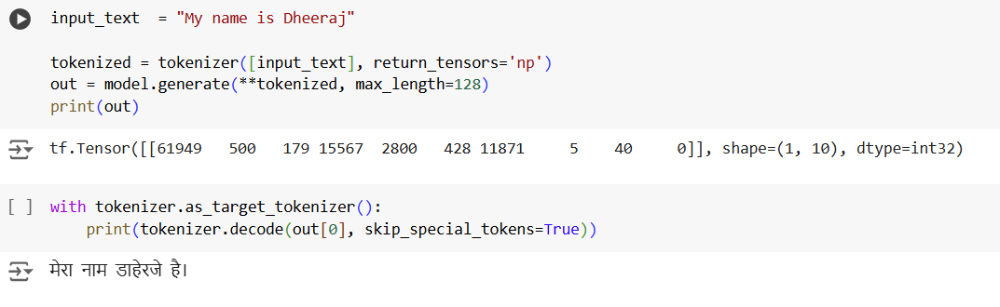 input_text  = "My name is Dheeraj"
tokenized = tokenizer([input_text], return_tensors='np')
out = model.generate(**tokenized, max_length=128)
print(out)
tf.Tensor([[61949   500   179 15567  2800   428 11871     5    40     0]], shape=(1, 10), dtype=int32)
[ ] with tokenizer.as_target_tokenizer():
    print(tokenizer.decode(out[0], skip_special_tokens=True))
मेरा नाम डाहेरजे है।